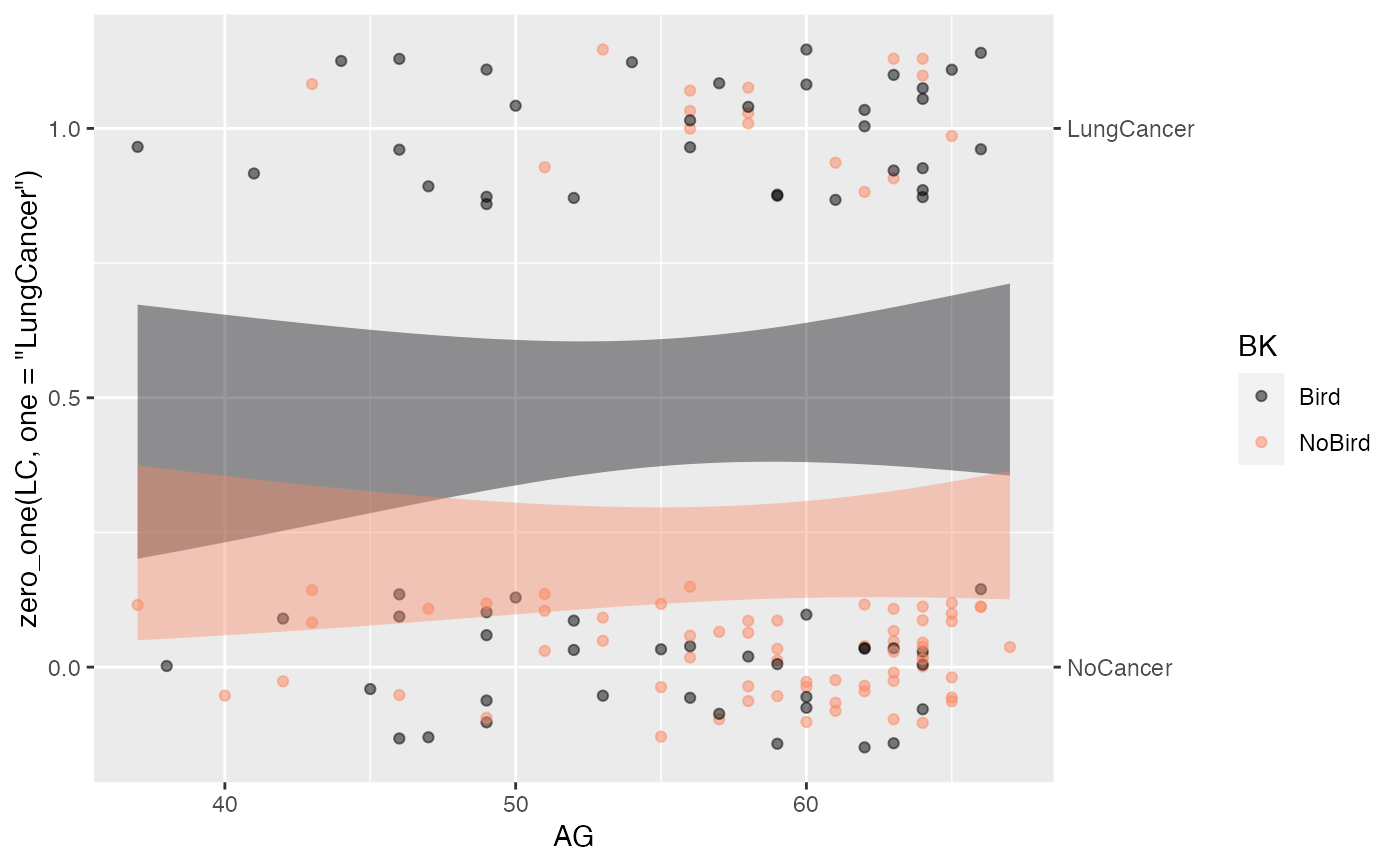 zero_one(LC, one = "LungCancer")
1.0
0.5
0.0
LungCancer
NoCancer
40
50
60
AG
BK
Bird
NoBird